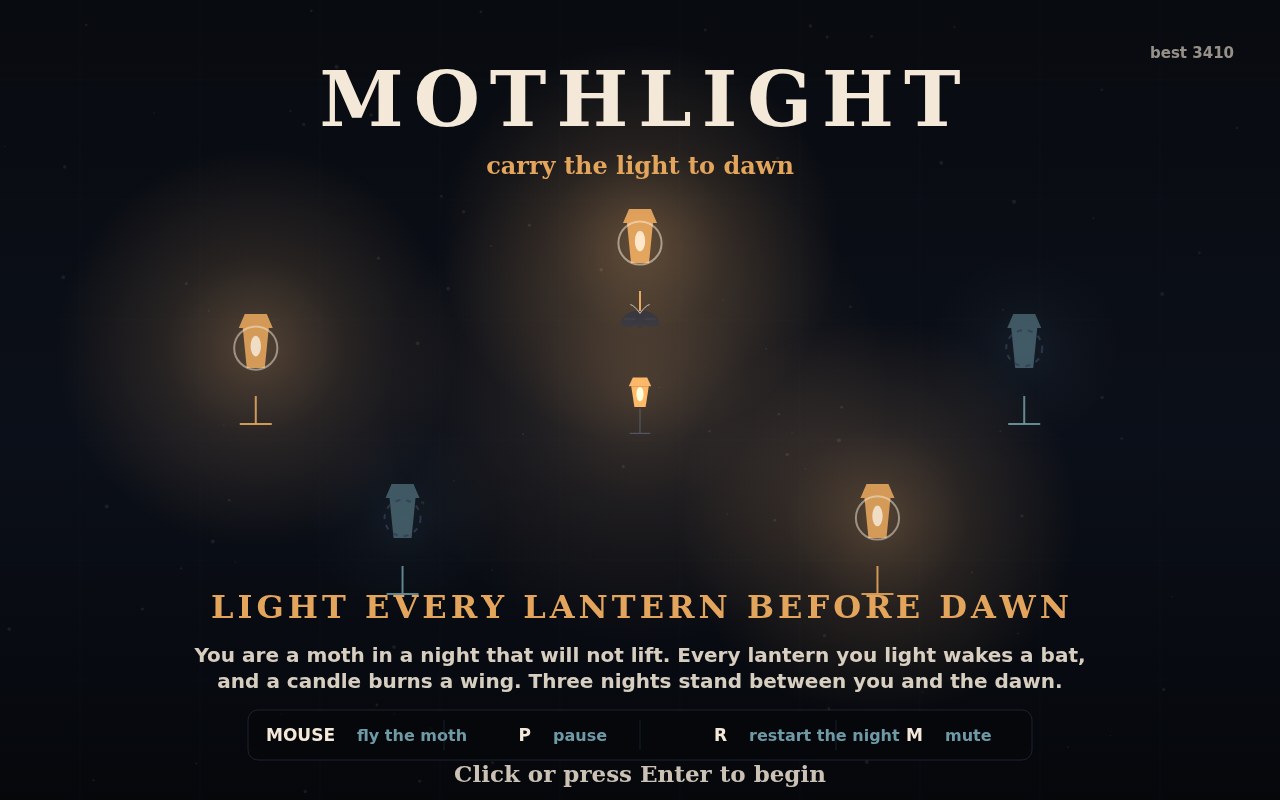 best 3410
MOTHLIGHT
carry the light to dawn
LIGHT EVERY LANTERN BEFORE DAWN
You are a moth in a night that will not lift. Every lantern you light wakes a bat,
and a candle burns a wing. Three nights stand between you and the dawn.
MOUSE fly the moth P pause R restart the night M mute
Click or press Enter to begin